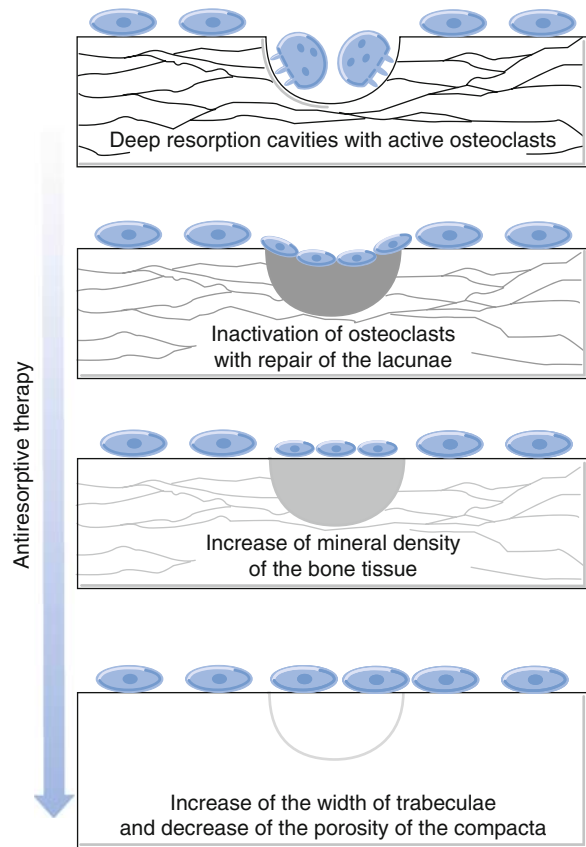 Deep resorption cavities with active osteoclasts
Inactivation of osteoclasts
with repair of the lacunae
Antiresorptive therapy
Increase of mineral density
of the bone tissue
Increase of the width of trabeculae
and decrease of the porosity of the compacta